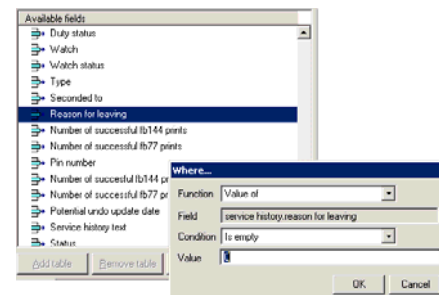 Available fields
Duty status
Watch
Watch status
Type
Seconded to
Reason for leaving
Number of successful fb144 prints
Number of successful fb77 prints
Pin number
Number of succesful fb144 pr
Number of successful fb77 pr
Potential undo update date
Service history text
Status
Add table
Remove table
Where...
Function
Value of
Field
service history.reason for leaving
Condition
Is empty
Value
OK
Cancel